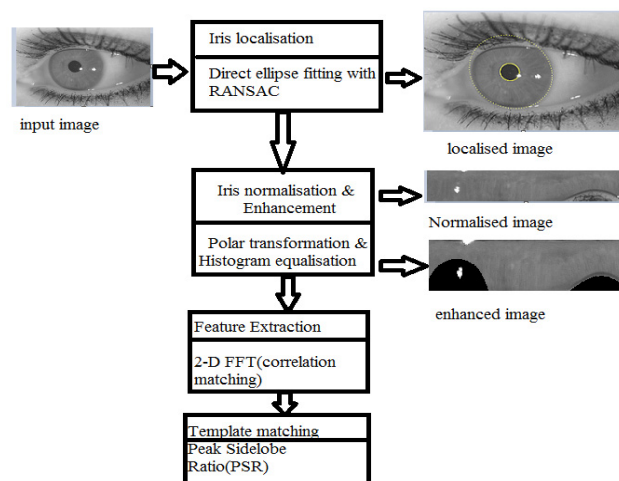 input image
Iris localisation
Direct ellipse fitting with
RANSAC
localised image
Iris normalisation &
Enhancement
Polar transformation &
Histogram equalisation
Normalised image
enhanced image
Feature Extraction
2-D FFT(correlation
matching)
Template matching
Peak Sidelobe
Ratio(PSR)